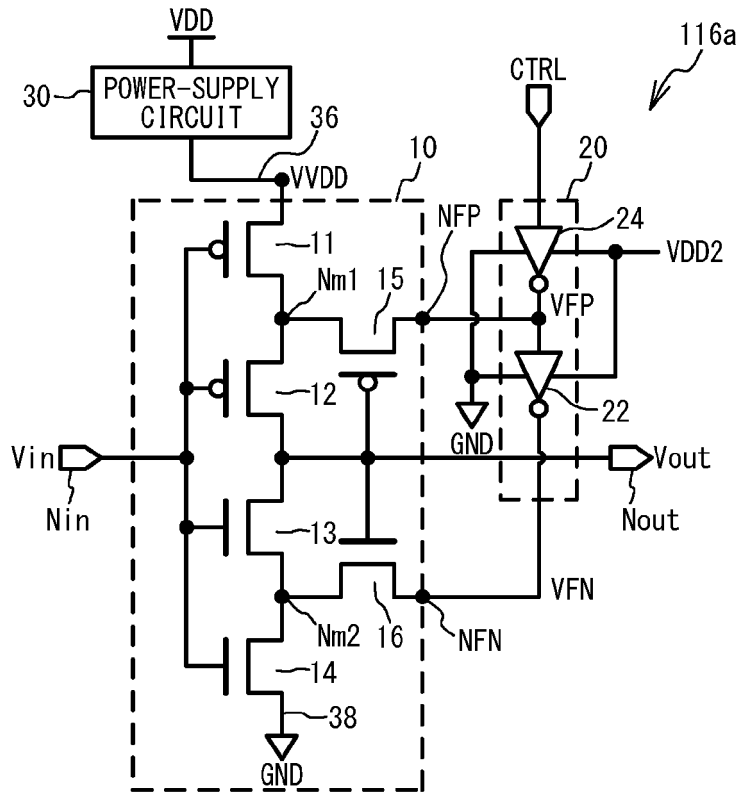 VDD
116a
30
POWER-SUPPLY
CIRCUIT
CTRL
36
VVDD
10
20
NFP
24
11
VDD2
Nm1
15
VFP
12
22
GND
Vin
Vout
Nin
Nout
13
Nm2
16
NFN
VFN
14
38
GND